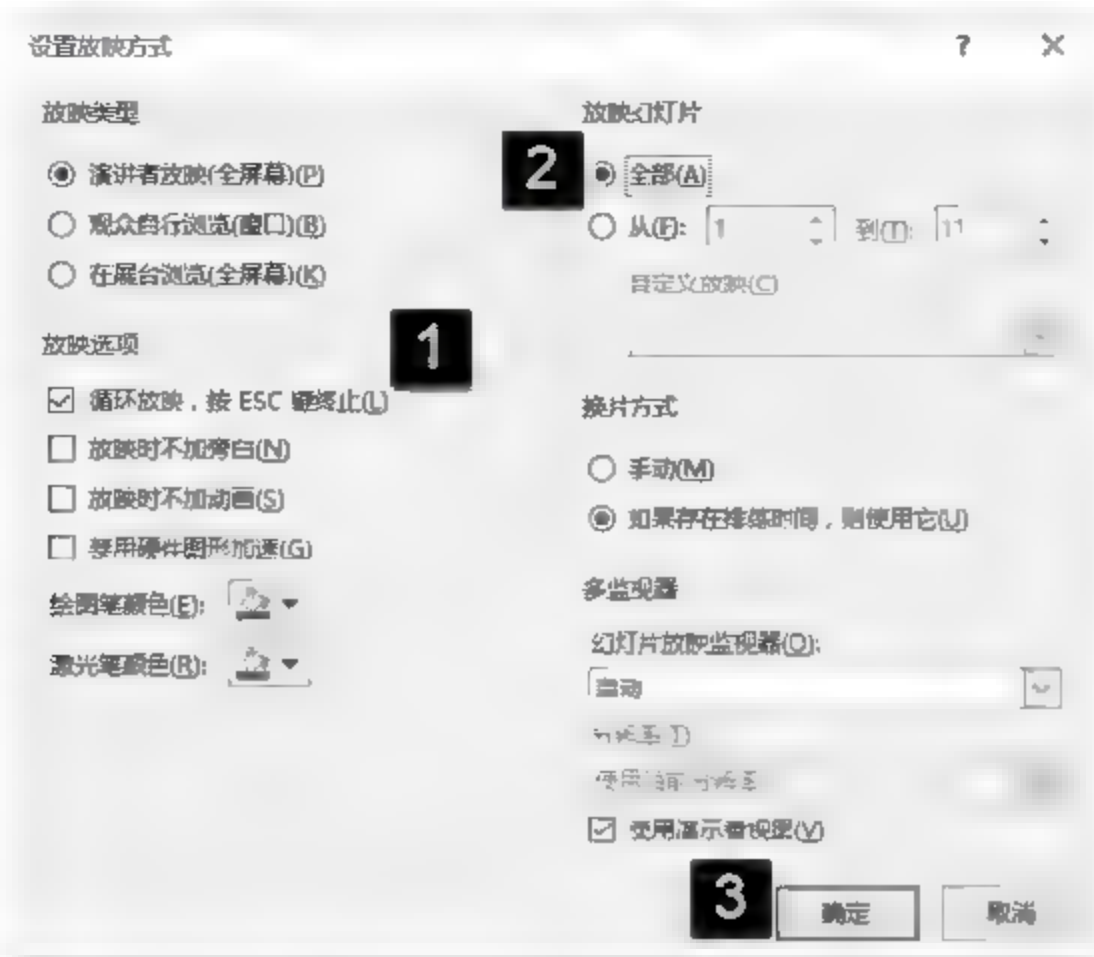 设置放映方式
?
放映类型
演讲者放映(全屏幕)(P)
观众自行浏览(窗口)(B)
在展台浏览(全屏幕)(K)
放映选项
1
循环放映，按 ESC 键终止(L)
放映时不加旁白(N)
放映时不加动画(S)
禁用硬件图形加速(G)
绘图笔颜色(E):
激光笔颜色(R):
放映幻灯片
2
全部(A)
从(F): 1 到(T): 11
自定义放映(C)
换片方式
手动(M)
如果存在排练时间，则使用它(U)
多监视器
幻灯片放映监视器(O):
自动
使用演示者视图(V)
3
确定
取消